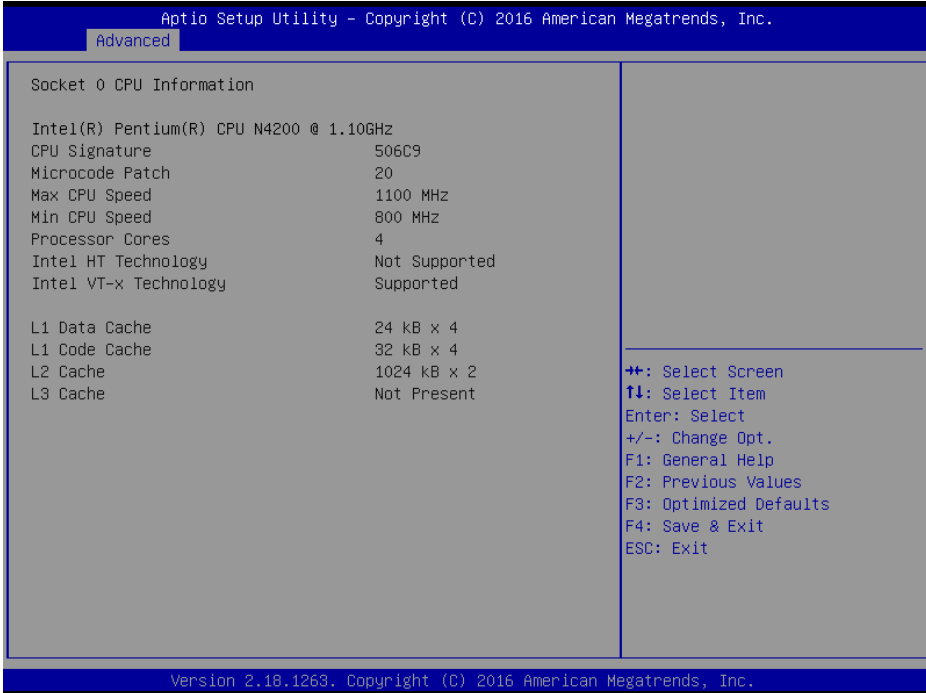 Aptio Setup Utility – Copyright (C) 2016 American Megatrends, Inc.
Advanced
Socket 0 CPU Information
Intel(R) Pentium(R) CPU N4200 @ 1.10GHz
CPU Signature 506C9
Microcode Patch 20
Max CPU Speed 1100 MHz
Min CPU Speed 800 MHz
Processor Cores 4
Intel HT Technology Not Supported
Intel VT-x Technology Supported
L1 Data Cache 24 kB x 4
L1 Code Cache 32 kB x 4
L2 Cache 1024 kB x 2
L3 Cache Not Present
→←: Select Screen
↑↓: Select Item
Enter: Select
+/-: Change Opt.
F1: General Help
F2: Previous Values
F3: Optimized Defaults
F4: Save & Exit
ESC: Exit
Version 2.18.1263. Copyright (C) 2016 American Megatrends, Inc.